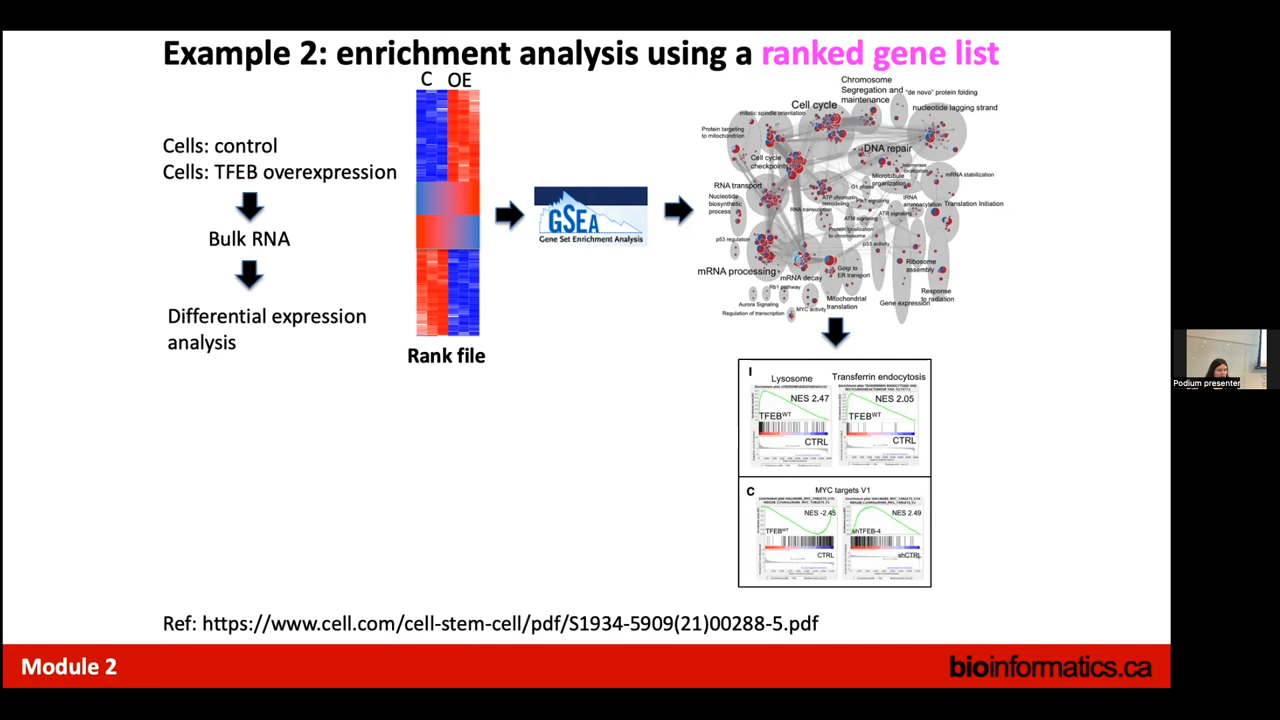 Example 2: enrichment analysis using a ranked gene list
C OE
Cells: control
Cells: TFEB overexpression
Bulk RNA
Differential expression
analysis
Rank file
GSEA
Gene Set Enrichment Analysis
Chromosome
Segregation and
maintenance
"de novo" protein folding
Cell cycle
nucleotide lagging strand
mitotic spindle orientation
Protein targeting
to mitochondrion
DNA repair
Cell cycle
checkpoints
Microtubule
organization
mRNA stabilization
RNA transport
G1 phase
Nucleotide
biosynthetic
process
ATP chromatin
remodeling
tRNA
aminoacylation
Translation Initiation
RNA transcription
ATM signaling
ATR signaling
Protein localization
to chromosome
p53 regulation
p53 activity
mRNA processing
mRNA decay
Golgi to
ER transport
Ribosome
assembly
Rb1 pathway
Response
to radiation
Aurora Signaling
Mitochondrial
translation
Gene expression
MYC activity
Regulation of transcription
I
Lysosome
Transferrin endocytosis
NES 2.47
NES 2.05
TFEBWT
TFEBWT
CTRL
CTRL
C
MYC targets V1
NES -2.45
NES 2.49
TFEBWT
shTFEB-4
CTRL
shCTRL
Ref: https://www.cell.com/cell-stem-cell/pdf/S1934-5909(21)00288-5.pdf
Module 2
bioinformatics.ca
Podium presenter